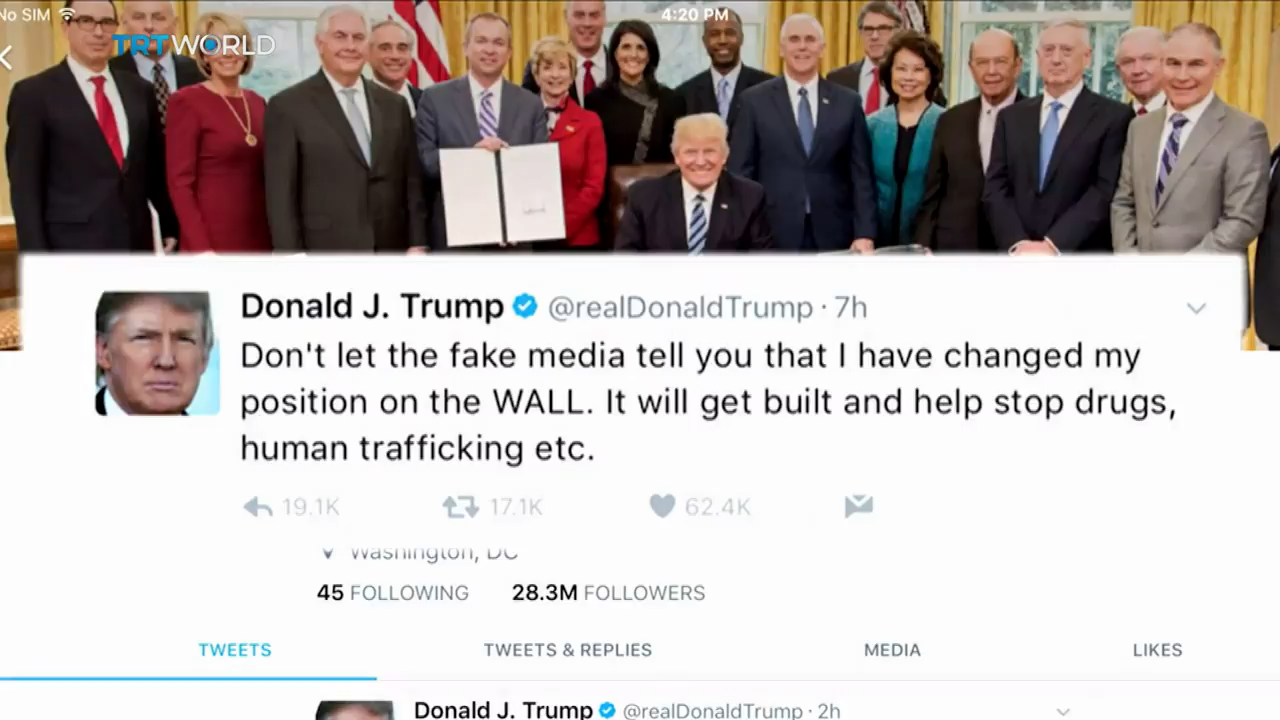 No SIM
4:20 PM
TRT WORLD
Donald J. Trump @realDonaldTrump · 7h
Don't let the fake media tell you that I have changed my
position on the WALL. It will get built and help stop drugs,
human trafficking etc.
19.1K 17.1K 62.4K
Washington, DC
45 FOLLOWING 28.3M FOLLOWERS
TWEETS TWEETS & REPLIES MEDIA LIKES
Donald J. Trump @realDonaldTrump · 2h